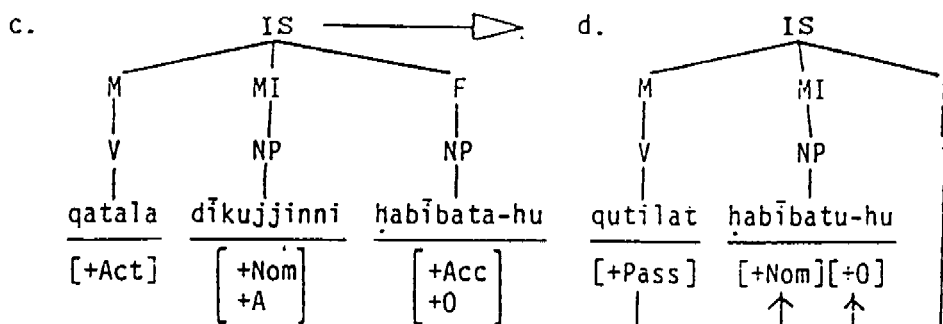 c. IS d. IS
M MI F M MI
V NP NP V NP
qatala dīkujjinni ḥabībata-hu qutilat ḥabībatu-hu
[+Act] [+Nom [+Acc [+Pass] [+Nom][÷O]
+A] +O]